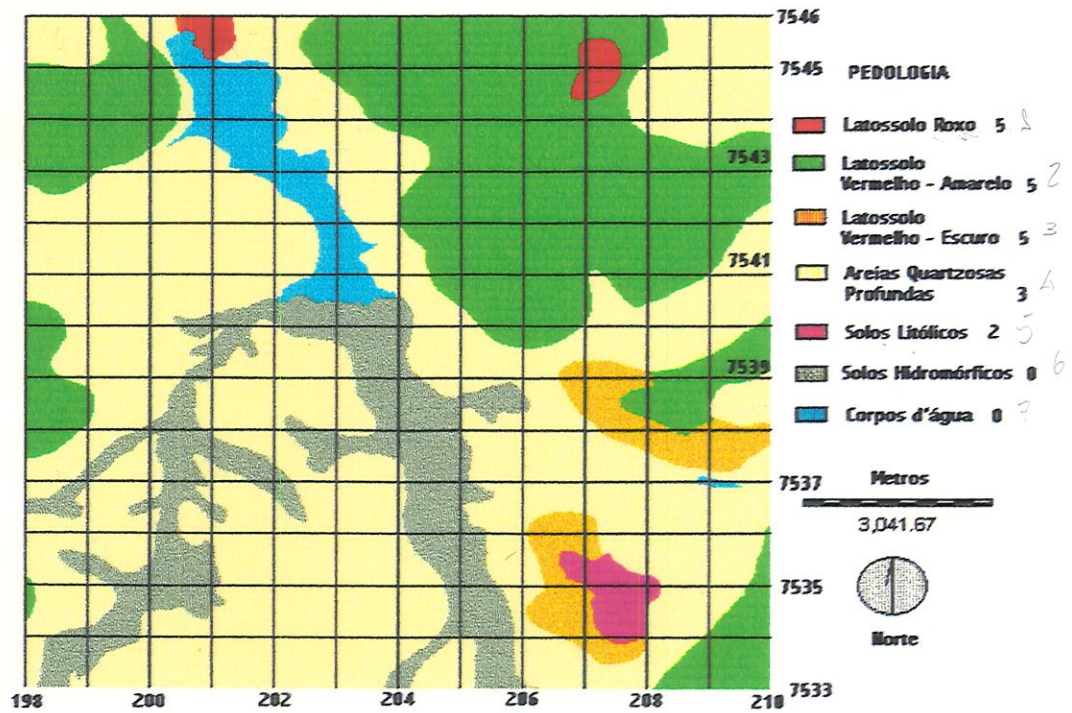 7546
7545
PEDOLOGIA
Latossolo Roxo 5
7543
Latossolo
Vermelho - Amarelo 5 2
Latossolo
Vermelho - Escuro 5 3
7541
Areias Quartzosas
Profundas 3 4
Solos Litólicos 2 5
7539
Solos Hidromórficos 0 6
Corpos d'água 0 7
7537
Metros
3,041.67
7535
Norte
7533
198 200 202 204 206 208 210